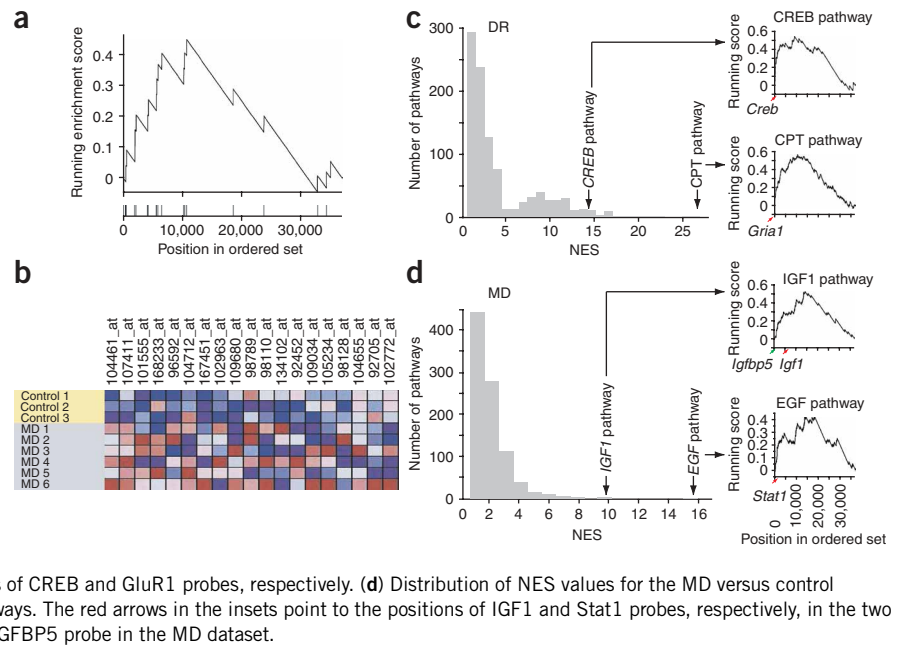 a
Running enrichment score
0.4
0.3
0.2
0.1
0
0 10,000 20,000 30,000
Position in ordered set
b
104461_at
107411_at
101555_at
168233_at
96592_at
104712_at
167451_at
102963_at
109680_at
98789_at
98110_at
134102_at
92452_at
109034_at
105234_at
98128_at
104655_at
92705_at
102772_at
Control 1
Control 2
Control 3
MD 1
MD 2
MD 3
MD 4
MD 5
MD 6
c
DR
Number of pathways
300
200
100
0
0 5 10 15 20 25
NES
CREB pathway
CPT pathway
CREB pathway
Running score
0.6
0.4
0.2
0
Creb
CPT pathway
Running score
0.6
0.4
0.2
0
Gria1
d
MD
Number of pathways
400
300
200
100
0
0 2 4 6 8 10 12 14 16
NES
IGF1 pathway
EGF pathway
IGF1 pathway
Running score
0.6
0.4
0.2
0
Igfbp5 Igf1
EGF pathway
Running score
0.4
0.3
0.2
0.1
0
Stat1
0 10,000 20,000 30,000
Position in ordered set
s of CREB and GluR1 probes, respectively. (d) Distribution of NES values for the MD versus control
ways. The red arrows in the insets point to the positions of IGF1 and Stat1 probes, respectively, in the two
GFBP5 probe in the MD dataset.